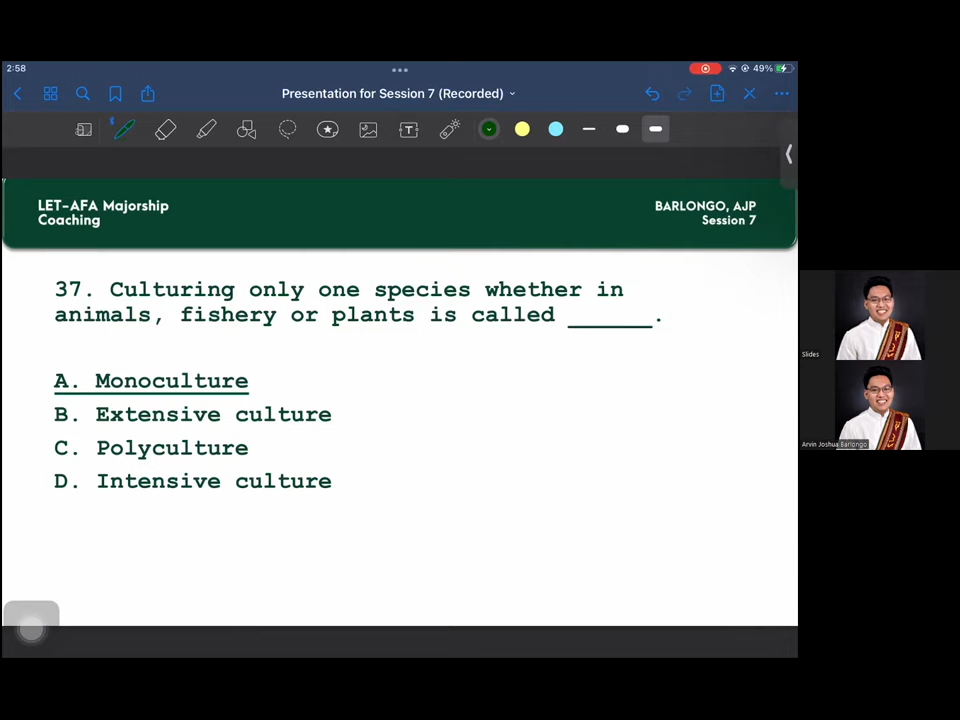 2:58
49%
Presentation for Session 7 (Recorded)
T
LET-AFA Majorship
Coaching
BARLONGO, AJP
Session 7
37. Culturing only one species whether in
animals, fishery or plants is called ______.
A. Monoculture
B. Extensive culture
C. Polyculture
D. Intensive culture
Slides
Arvin Joshua Barlongo